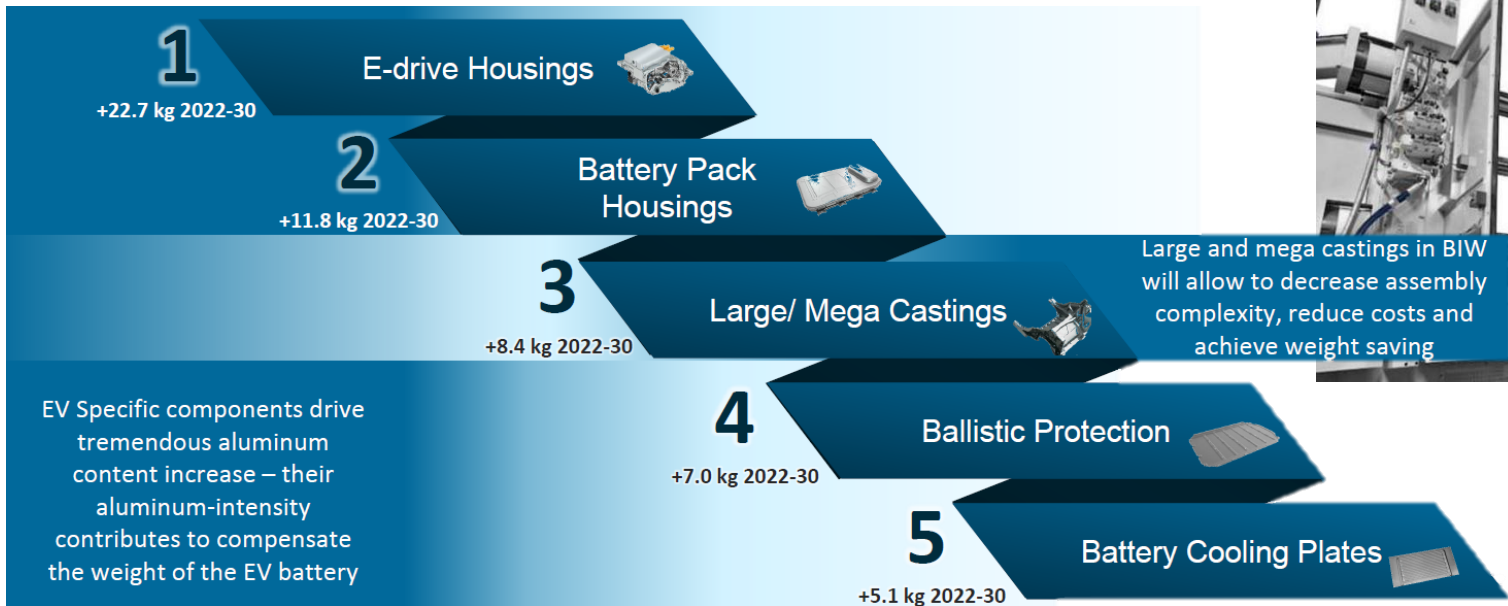 1
E-drive Housings
+22.7 kg 2022-30
2
Battery Pack
Housings
+11.8 kg 2022-30
3
Large/ Mega Castings
+8.4 kg 2022-30
Large and mega castings in BIW
will allow to decrease assembly
complexity, reduce costs and
achieve weight saving
4
Ballistic Protection
+7.0 kg 2022-30
EV Specific components drive
tremendous aluminum
content increase – their
aluminum-intensity
contributes to compensate
the weight of the EV battery
5
Battery Cooling Plates
+5.1 kg 2022-30